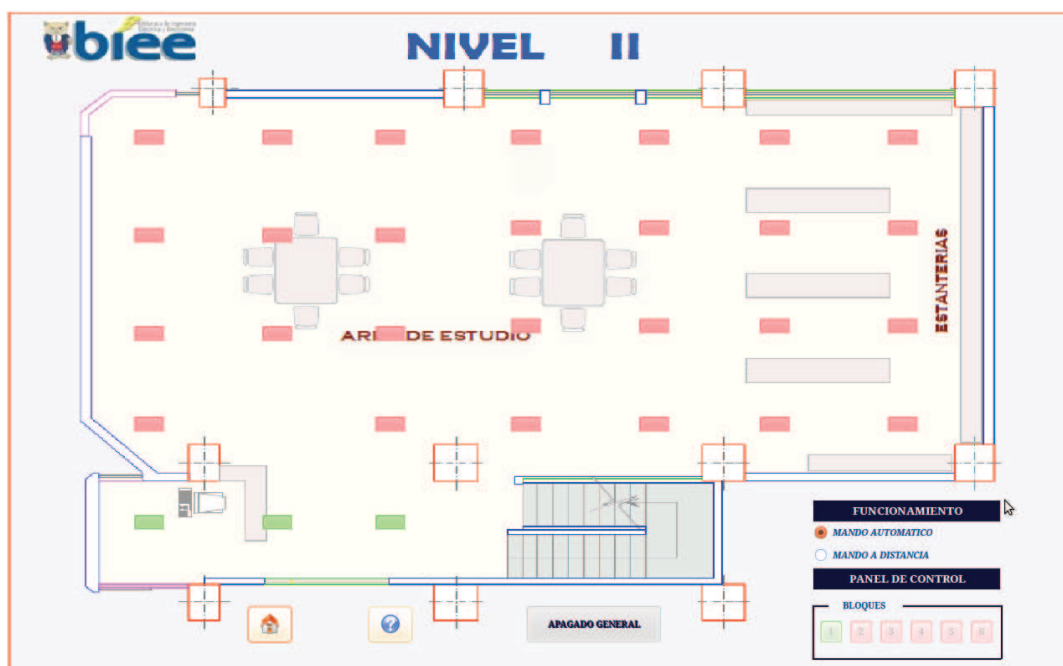 biee
NIVEL II
ESTANTERIAS
DE ESTUDIO
FUNCIONAMIENTO
MANDO AUTOMATICO
MANDO A DISTANCIA
PANEL DE CONTROL
BLOQUES
1 2 3 4 5 6
APAGADO GENERAL